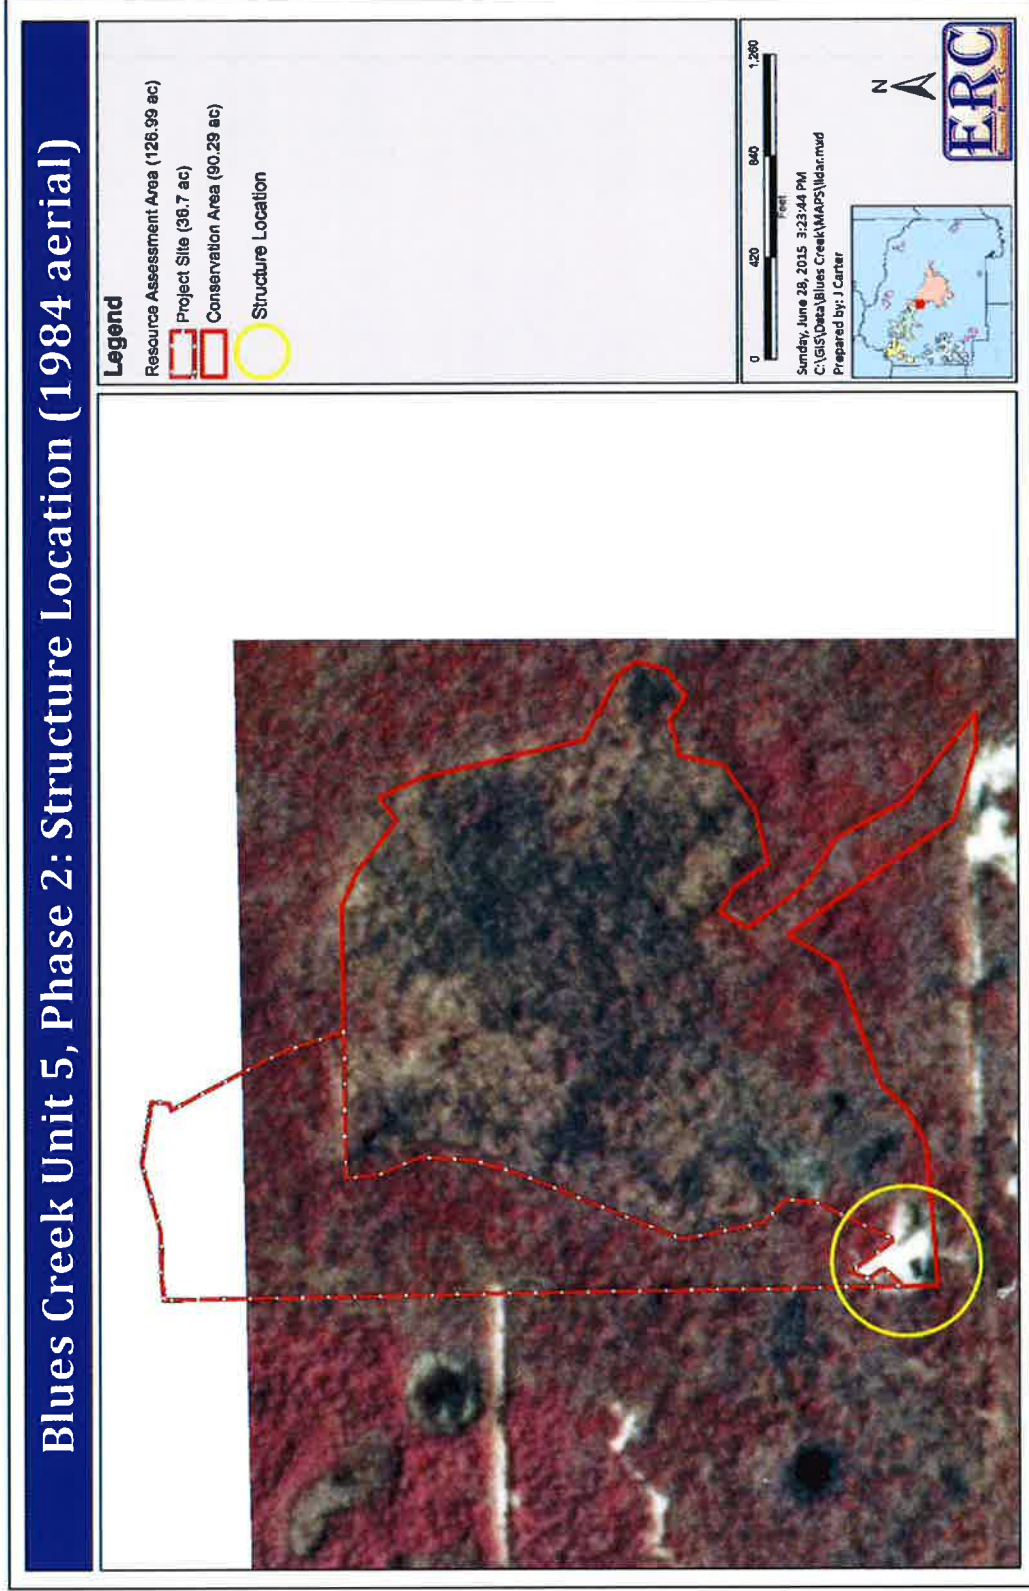 Blues Creek Unit 5, Phase 2: Structure Location (1984 aerial)
Legend
Resource Assessment Area (126.99 ac)
Project Site (36.7 ac)
Conservation Area (90.29 ac)
Structure Location
0 420 840 1,260
Feet
Sunday, June 28, 2015 3:23:44 PM
C:\GIS\Data\Blues Creek\MAPS\lidar.mxd
Prepared by: J Carter
N
ERC